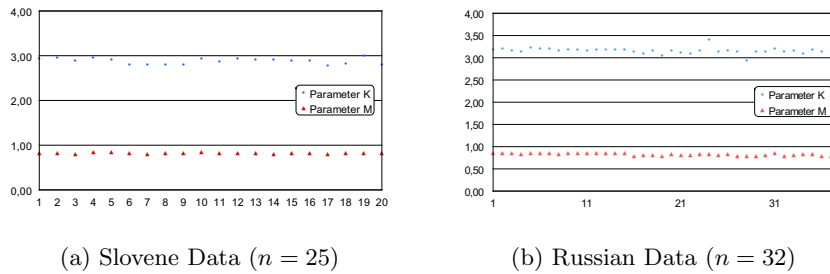 4,00
3,00
2,00
1,00
0,00
1 2 3 4 5 6 7 8 9 10 11 12 13 14 15 16 17 18 19 20
Parameter K
Parameter M
(a) Slovene Data (n = 25)
4,00
3,50
3,00
2,50
2,00
1,50
1,00
0,50
0,00
1 11 21 31
Parameter K
Parameter M
(b) Russian Data (n = 32)